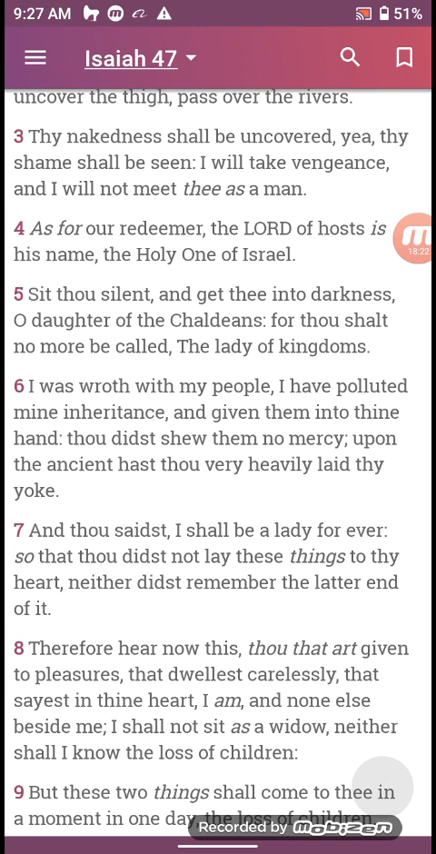 9:27 AM
51%
Isaiah 47
uncover the thigh, pass over the rivers.
3 Thy nakedness shall be uncovered, yea, thy
shame shall be seen: I will take vengeance,
and I will not meet thee as a man.
4 As for our redeemer, the LORD of hosts is
his name, the Holy One of Israel.
m
18:22
5 Sit thou silent, and get thee into darkness,
O daughter of the Chaldeans: for thou shalt
no more be called, The lady of kingdoms.
6 I was wroth with my people, I have polluted
mine inheritance, and given them into thine
hand: thou didst shew them no mercy; upon
the ancient hast thou very heavily laid thy
yoke.
7 And thou saidst, I shall be a lady for ever:
so that thou didst not lay these things to thy
heart, neither didst remember the latter end
of it.
8 Therefore hear now this, thou that art given
to pleasures, that dwellest carelessly, that
sayest in thine heart, I am, and none else
beside me; I shall not sit as a widow, neither
shall I know the loss of children:
9 But these two things shall come to thee in
a moment in one day, the loss of children,
Recorded by mobizen